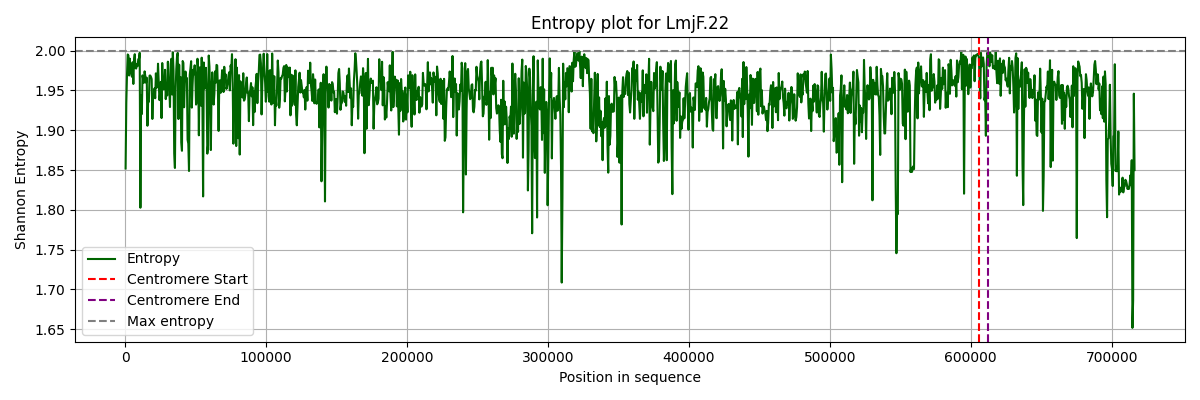 Entropy plot for LmjF.22
Shannon Entropy
2.00
1.95
1.90
1.85
1.80
1.75
1.70
1.65
Entropy
Centromere Start
Centromere End
Max entropy
0 100000 200000 300000 400000 500000 600000 700000
Position in sequence